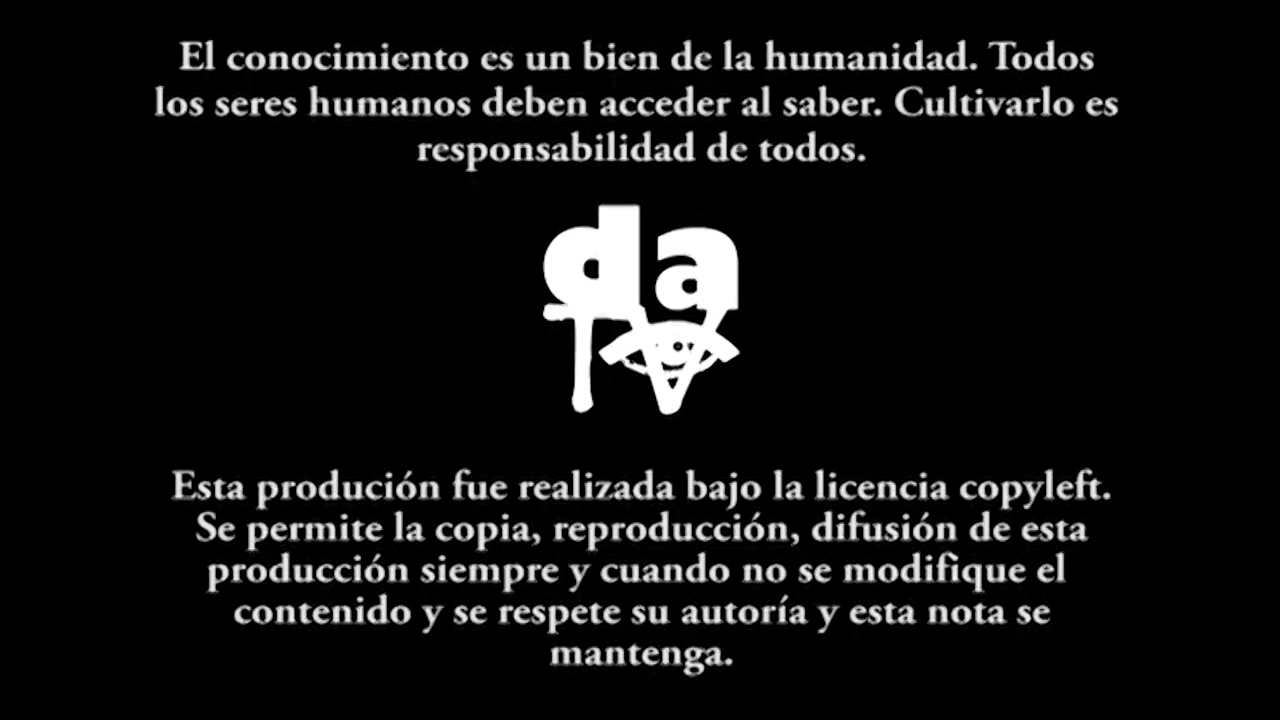 El conocimiento es un bien de la humanidad. Todos
los seres humanos deben acceder al saber. Cultivarlo es
responsabilidad de todos.
da
TV
Esta produción fue realizada bajo la licencia copyleft.
Se permite la copia, reproducción, difusión de esta
producción siempre y cuando no se modifique el
contenido y se respete su autoría y esta nota se
mantenga.